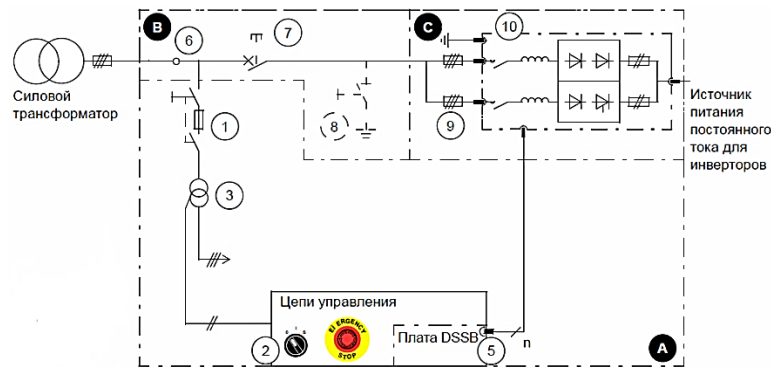 B
6
7
C
10
Силовой
трансформатор
1
8
9
Источник
питания
постоянного
тока для
инверторов
3
Цепи управления
EMERGENCY
STOP
Плата DSSB
2
5
n
A